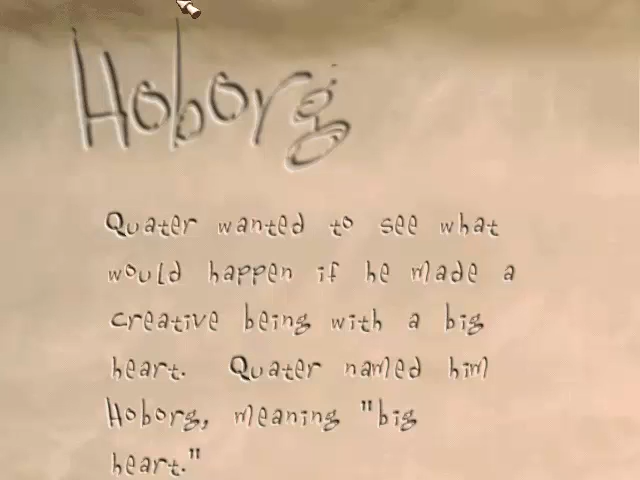 Hoborg
Quater wanted to see what
would happen if he made a
creative being with a big
heart. Quater named him
Hoborg, meaning "big
heart."